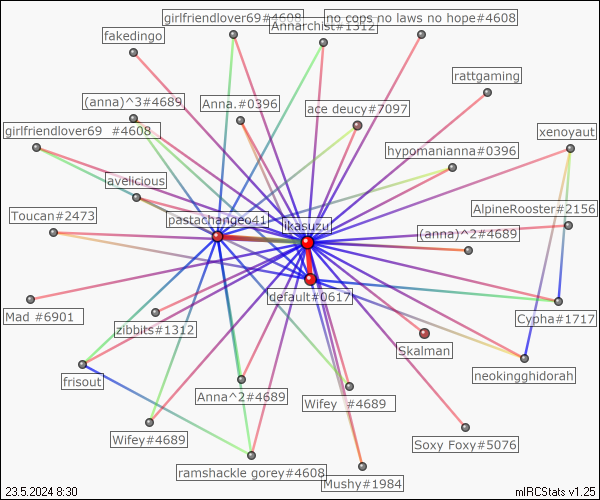 girlfriendlover69#4608
no cops no laws no hope#4608
Annarchist#1312
fakedingo
rattgaming
(anna)^3#4689
Anna.#0396
ace deucy#7097
girlfriendlover69 #4608
xenoyaut
hypomanianna#0396
avelicious
Toucan#2473
pastachangeo41
likasuzu
AlpineRooster#2156
(anna)^2#4689
default#0617
Mad #6901
zibbits#1312
Cypha#1717
Skalman
frisout
neokingghidorah
Anna^2#4689
Wifey #4689
Wifey#4689
Soxy Foxy#5076
ramshackle gorey#4608
Mushy#1984
23.5.2024 8:30
mIRCStats v1.25